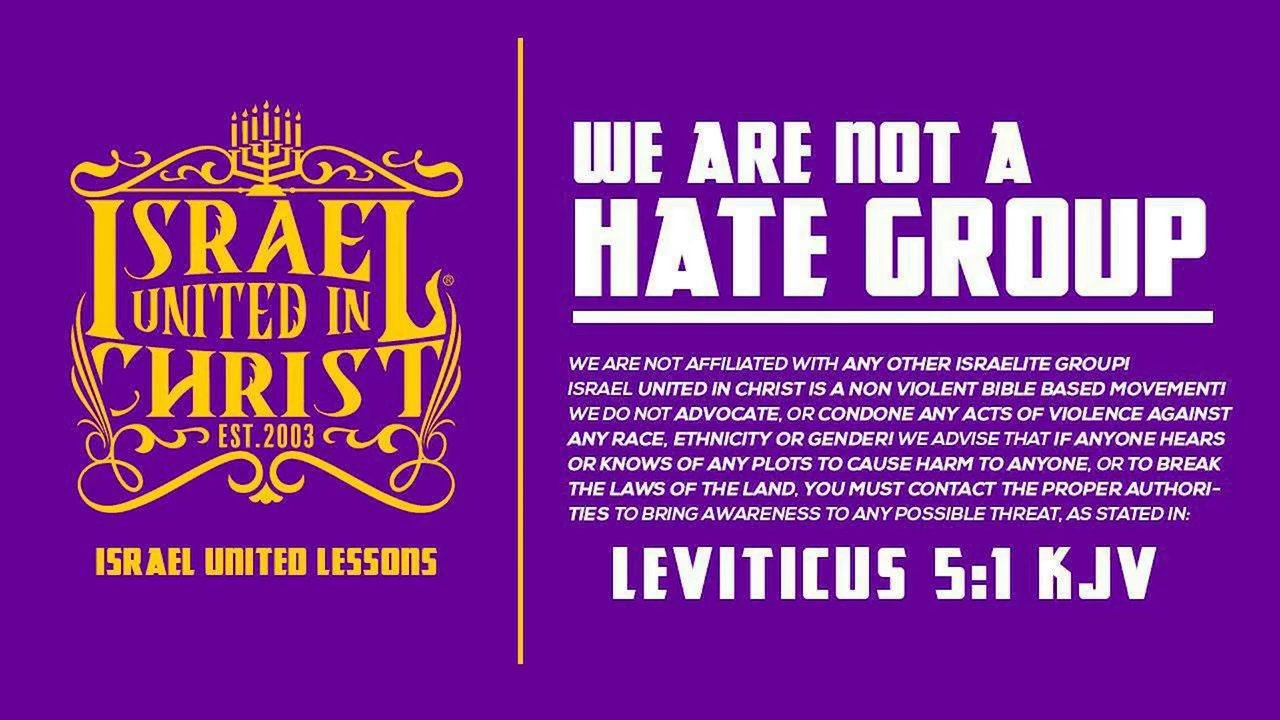 ISRAEL
UNITED IN
CHRIST
EST.2003
®
ISRAEL UNITED LESSONS
WE ARE NOT A
HATE GROUP
WE ARE NOT AFFILIATED WITH ANY OTHER ISRAELITE GROUP!
ISRAEL UNITED IN CHRIST IS A NON VIOLENT BIBLE BASED MOVEMENT!
WE DO NOT ADVOCATE, OR CONDONE ANY ACTS OF VIOLENCE AGAINST
ANY RACE, ETHNICITY OR GENDER! WE ADVISE THAT IF ANYONE HEARS
OR KNOWS OF ANY PLOTS TO CAUSE HARM TO ANYONE, OR TO BREAK
THE LAWS OF THE LAND, YOU MUST CONTACT THE PROPER AUTHORI-
TIES TO BRING AWARENESS TO ANY POSSIBLE THREAT, AS STATED IN:
LEVITICUS 5:1 KJV